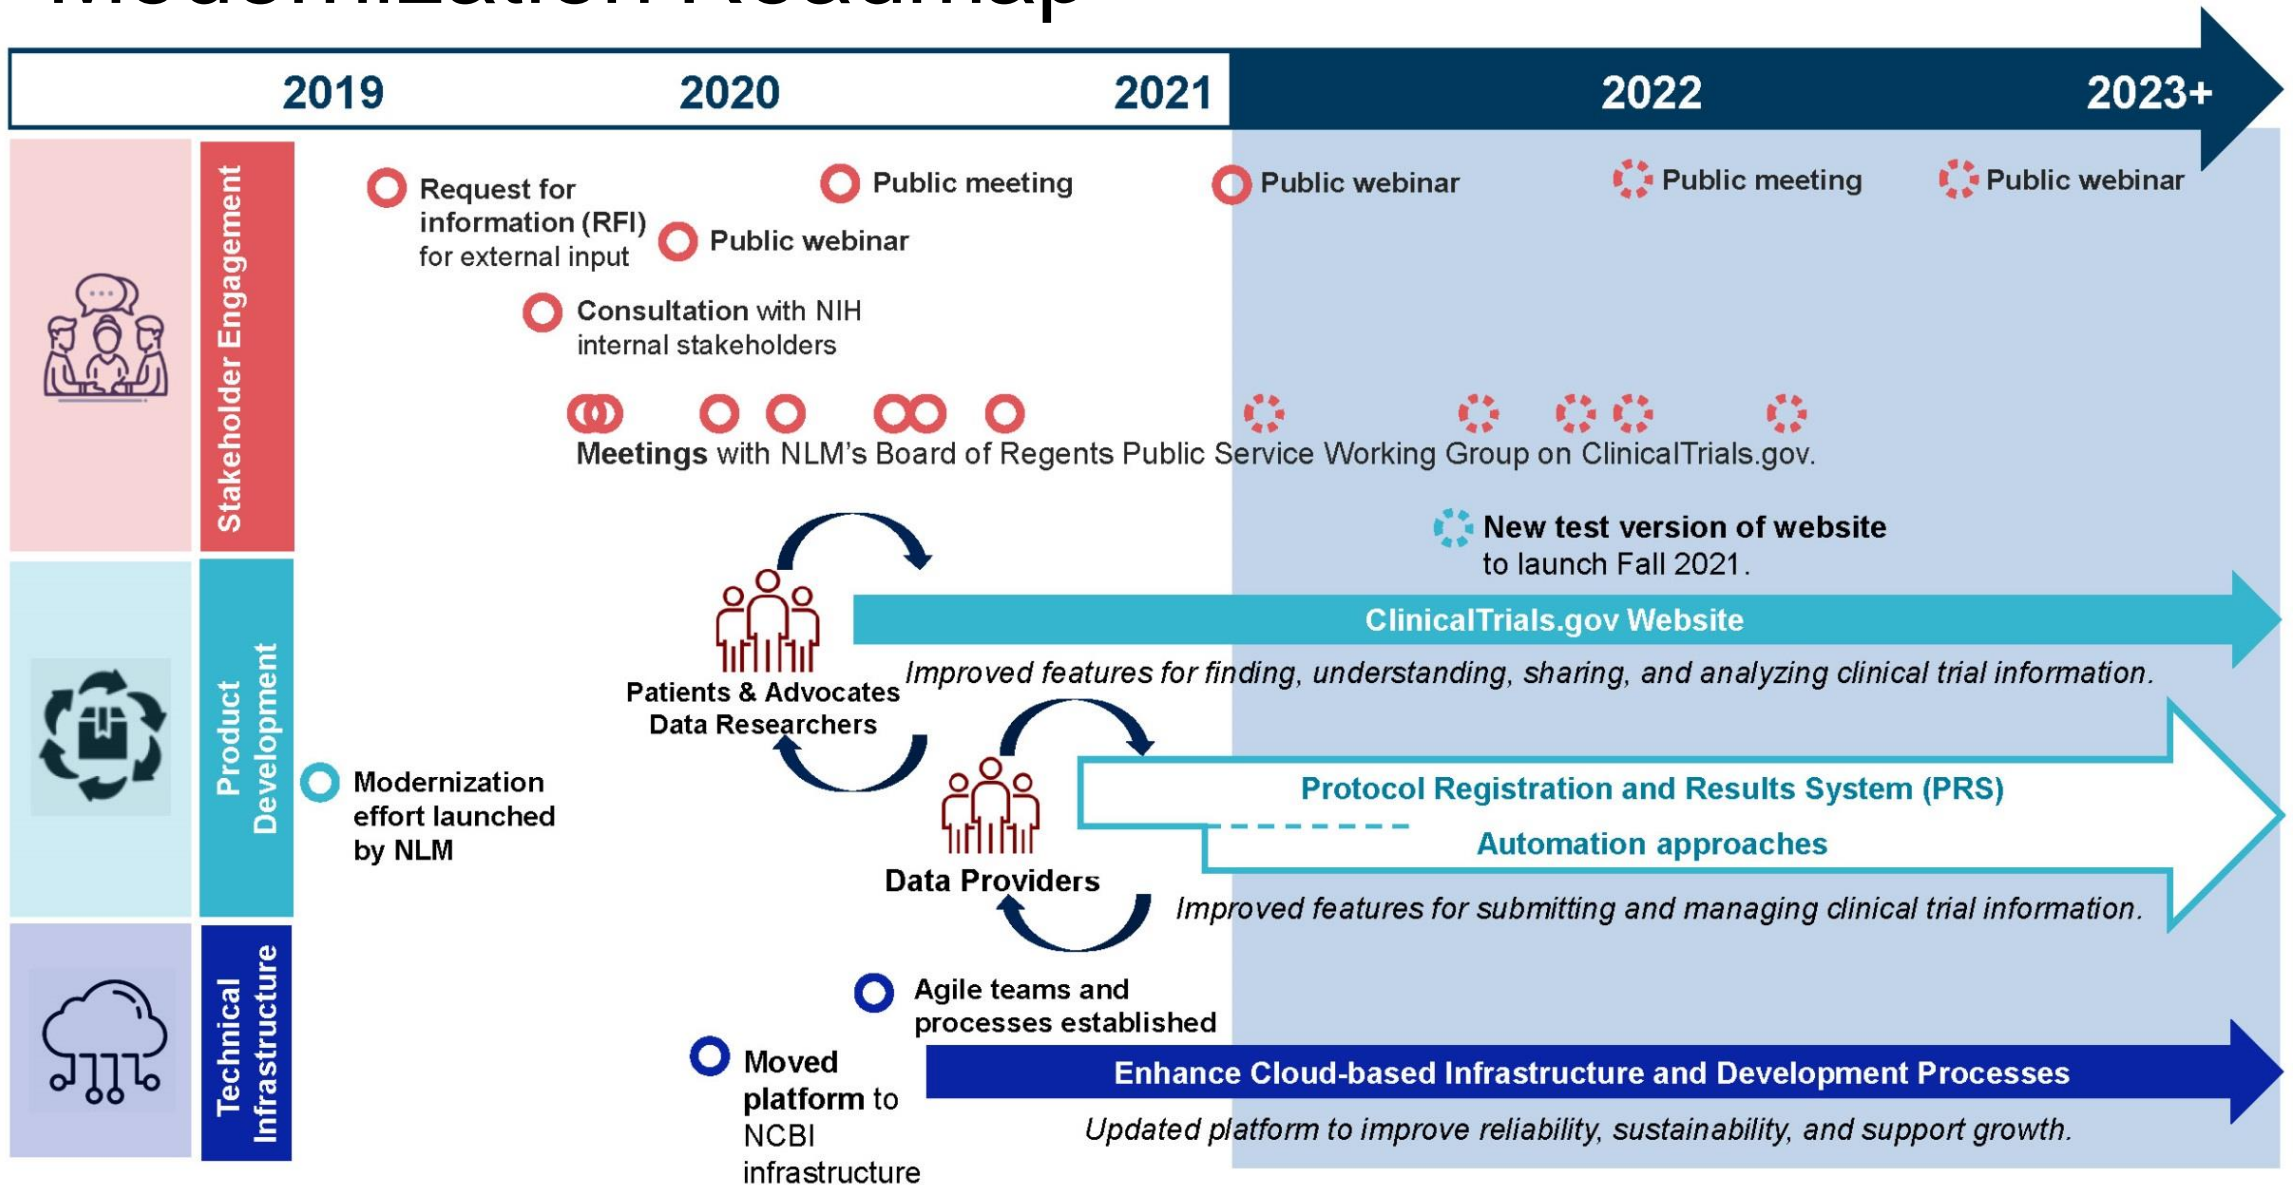 Modernization Roadmap
2019
2020
2021
2022
2023+
Stakeholder Engagement
Request for
information (RFI)
for external input
Public meeting
Public webinar
Public meeting
Public webinar
Public webinar
Consultation with NIH
internal stakeholders
Meetings with NLM's Board of Regents Public Service Working Group on ClinicalTrials.gov.
Product
Development
New test version of website
to launch Fall 2021.
ClinicalTrials.gov Website
Improved features for finding, understanding, sharing, and analyzing clinical trial information.
Patients & Advocates
Data Researchers
Modernization
effort launched
by NLM
Protocol Registration and Results System (PRS)
Automation approaches
Data Providers
Improved features for submitting and managing clinical trial information.
Technical
Infrastructure
Agile teams and
processes established
Moved
platform to
NCBI
infrastructure
Enhance Cloud-based Infrastructure and Development Processes
Updated platform to improve reliability, sustainability, and support growth.